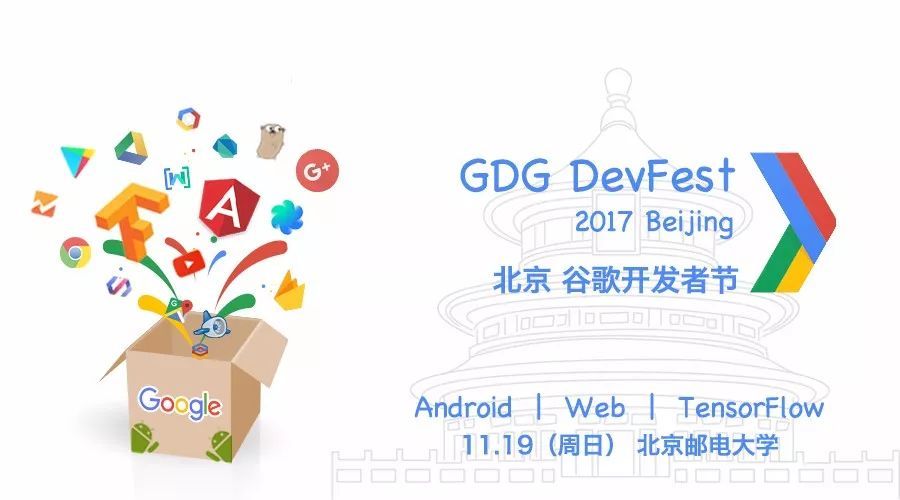 GDG DevFest
2017 Beijing
北京 谷歌开发者节
Android | Web | TensorFlow
11.19（周日） 北京邮电大学
Google
G+
A
[W]